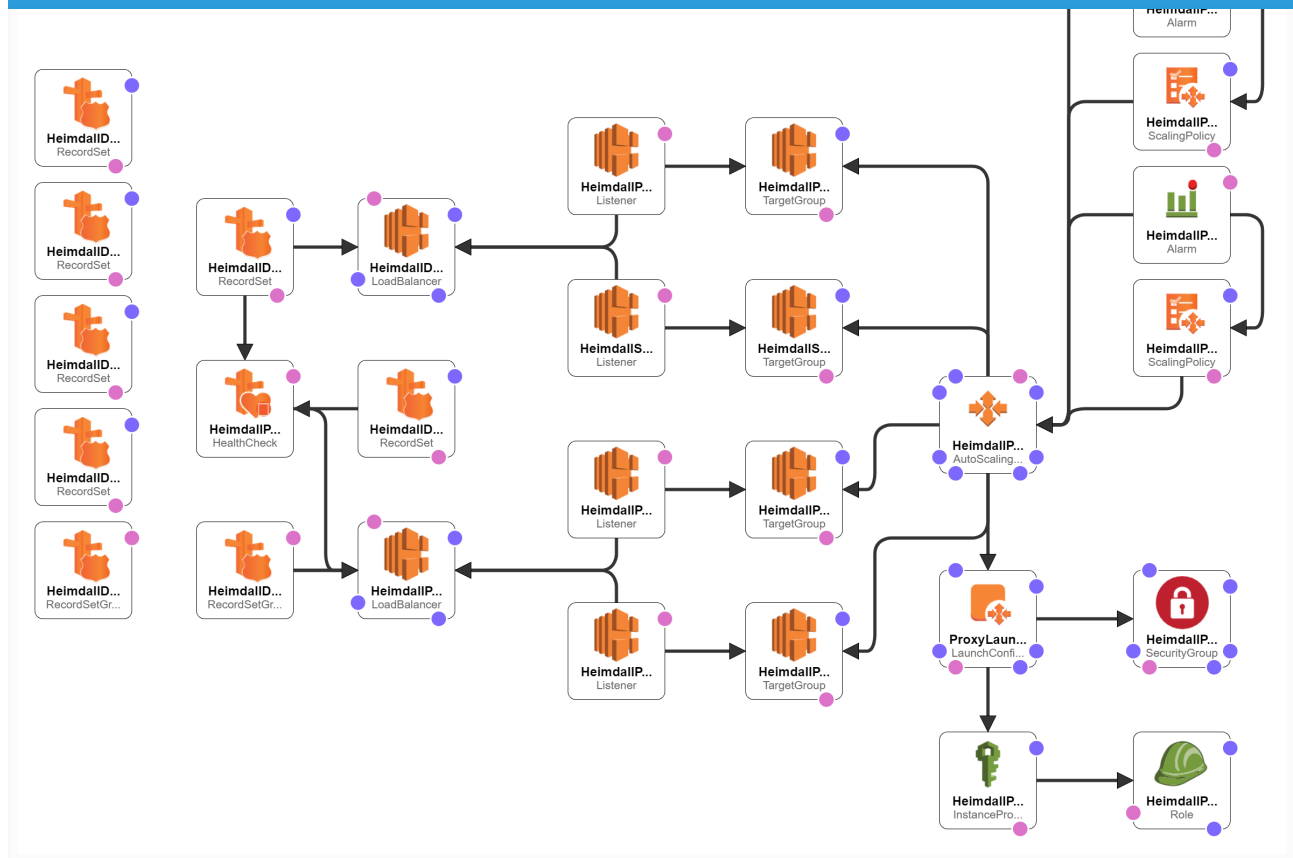 HeimdallP...
Alarm
HeimdallD...
RecordSet
HeimdallD...
RecordSet
HeimdallD...
RecordSet
HeimdallD...
RecordSet
HeimdallD...
RecordSetGr...
HeimdallD...
RecordSet
HeimdallP...
HealthCheck
HeimdallD...
RecordSetGr...
HeimdallD...
LoadBalancer
HeimdallD...
RecordSet
HeimdallP...
LoadBalancer
HeimdallP...
Listener
HeimdallS...
Listener
HeimdallP...
Listener
HeimdallP...
Listener
HeimdallP...
TargetGroup
HeimdallS...
TargetGroup
HeimdallP...
TargetGroup
HeimdallP...
TargetGroup
HeimdallP...
AutoScaling...
ProxyLaun...
LaunchConfi...
HeimdallP...
InstancePro...
HeimdallP...
ScalingPolicy
HeimdallP...
Alarm
HeimdallP...
ScalingPolicy
HeimdallP...
SecurityGroup
HeimdallP...
Role